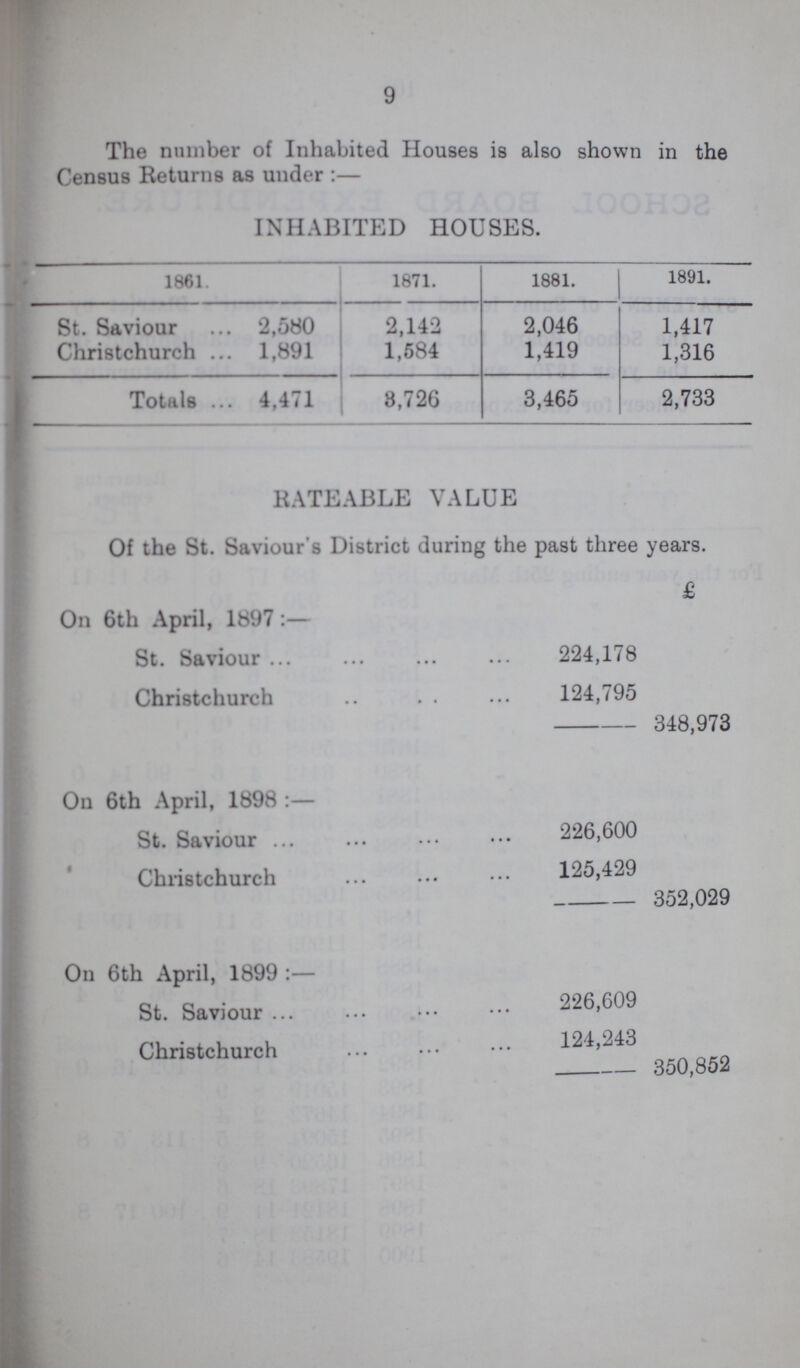 9
The number of Inhabited Houses is also shown in the
Census Returns as under :—
INHABITED HOUSES.
1861. 1871. 1881. 1891.
St. Saviour ... 2,580 2,142 2,046 1,417
Christchurch ... 1,891 1,584 1,419 1,316
Totals ... 4,471 3,726 3,465 2,733
RATEABLE VALUE
Of the St. Saviour's District during the past three years.
£
On 6th April, 1897 :—
St. Saviour ... ... ... ... 224,178
Christchurch .. .. ... 124,795
348,973
On 6th April, 1898 :—
St. Saviour ... ... ... ... 226,600
Christchurch ... ... ... 125,429
352,029
On 6th April, 1899 :—
St. Saviour ... ... ... ... 226,609
Christchurch ... ... ... 124,243
350,852